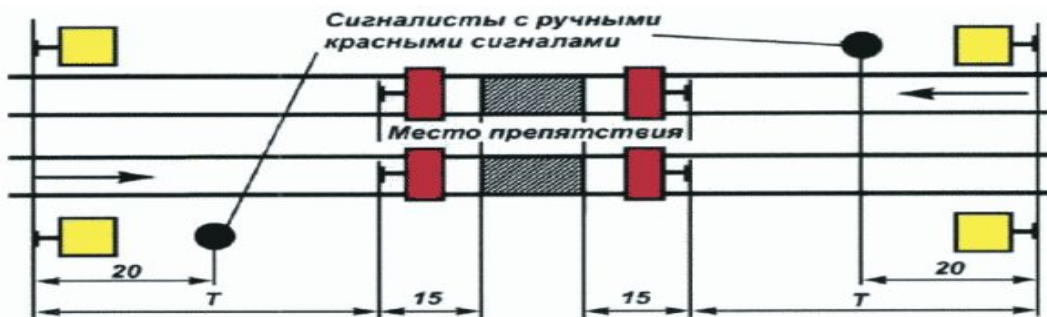 Сигналисты с ручными
красными сигналами
Место препятствия
20
20
Т
15
15
Т